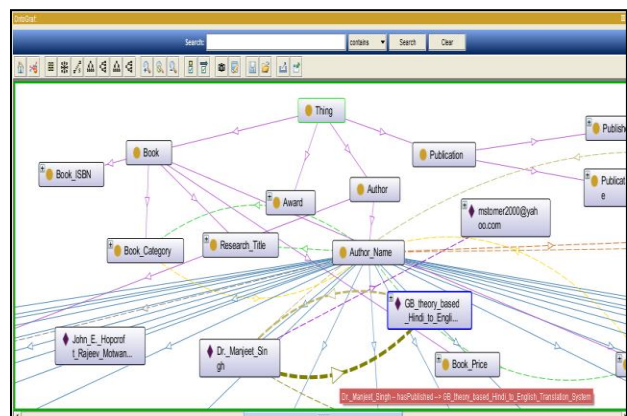 OntoGraf:
Search:
contains
Search
Clear
Thing
Book
Publication
Book_ISBN
Award
Author
mstomer2000@yah
oo.com
Book_Category
Research_Title
Author_Name
Publicat
e
GB_theory_based
_Hindi_to_Engli...
John_E._Hopcrof
t_Rajeev_Motwan...
Dr._Manjeet_Sin
gh
Book_Price
Dr._Manjeet_Singh -- hasPublished --> GB_theory_based_Hindi_to_English_Translation_System